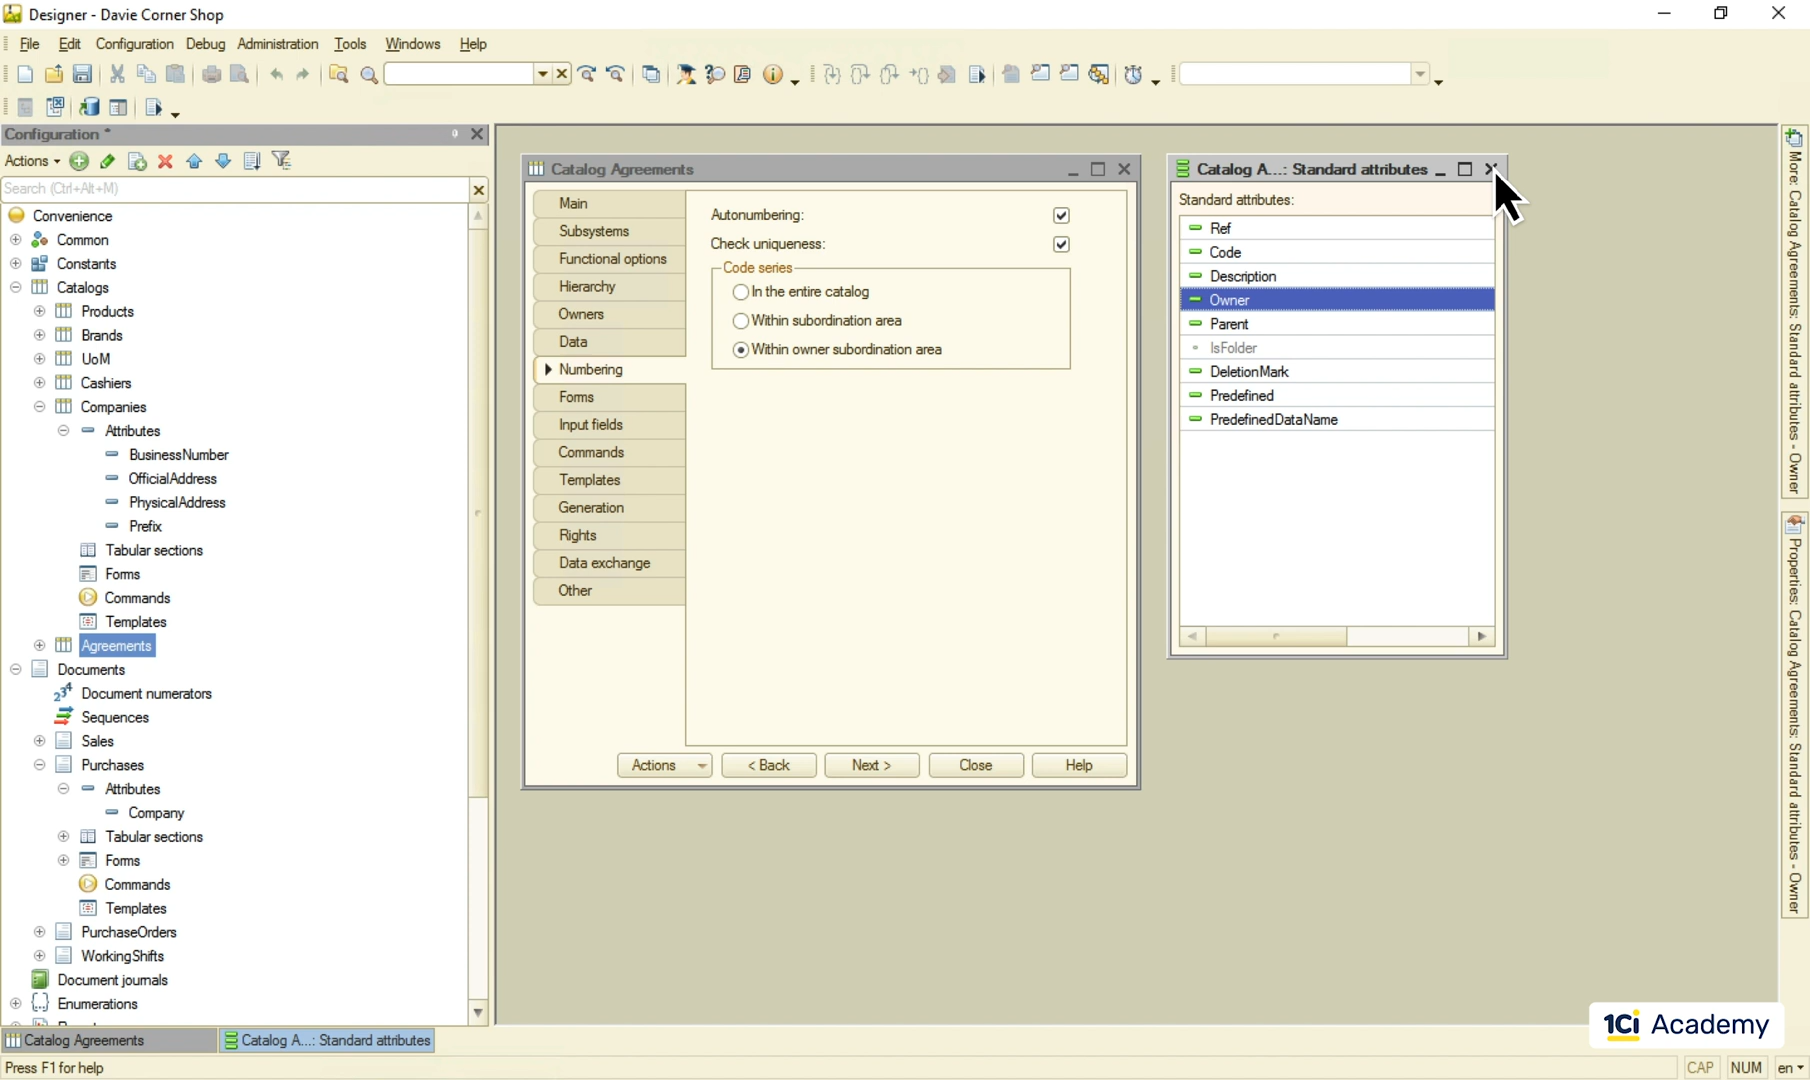 Designer - Davie Corner Shop
File Edit Configuration Debug Administration Tools Windows Help
Configuration *
Actions
Search (Ctrl+Alt+M)
Convenience
Common
Constants
Catalogs
Products
Brands
UoM
Cashiers
Companies
Attributes
BusinessNumber
OfficialAddress
PhysicalAddress
Prefix
Tabular sections
Forms
Commands
Templates
Agreements
Documents
Document numerators
Sequences
Sales
Purchases
Attributes
Company
Tabular sections
Forms
Commands
Templates
PurchaseOrders
WorkingShifts
Document journals
Enumerations
Catalog Agreements
Main
Subsystems
Functional options
Hierarchy
Owners
Data
Numbering
Forms
Input fields
Commands
Templates
Generation
Rights
Data exchange
Other
Autonumbering:
Check uniqueness:
Code series
In the entire catalog
Within subordination area
Within owner subordination area
Actions < Back Next > Close Help
Catalog A...: Standard attributes
Standard attributes:
Ref
Code
Description
Owner
Parent
IsFolder
DeletionMark
Predefined
PredefinedDataName
More: Catalog Agreements: Standard attributes - Owner
Properties: Catalog Agreements: Standard attributes - Owner
1Ci Academy
Catalog Agreements Catalog A...: Standard attributes
Press F1 for help CAP NUM en